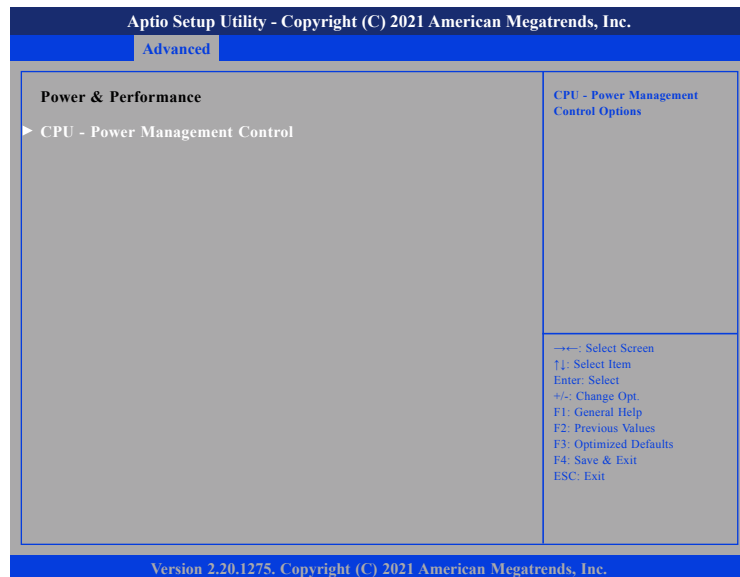 Aptio Setup Utility - Copyright (C) 2021 American Megatrends, Inc.
Advanced
Power & Performance
► CPU - Power Management Control
CPU - Power Management
Control Options
→←: Select Screen
↑↓: Select Item
Enter: Select
+/-: Change Opt.
F1: General Help
F2: Previous Values
F3: Optimized Defaults
F4: Save & Exit
ESC: Exit
Version 2.20.1275. Copyright (C) 2021 American Megatrends, Inc.